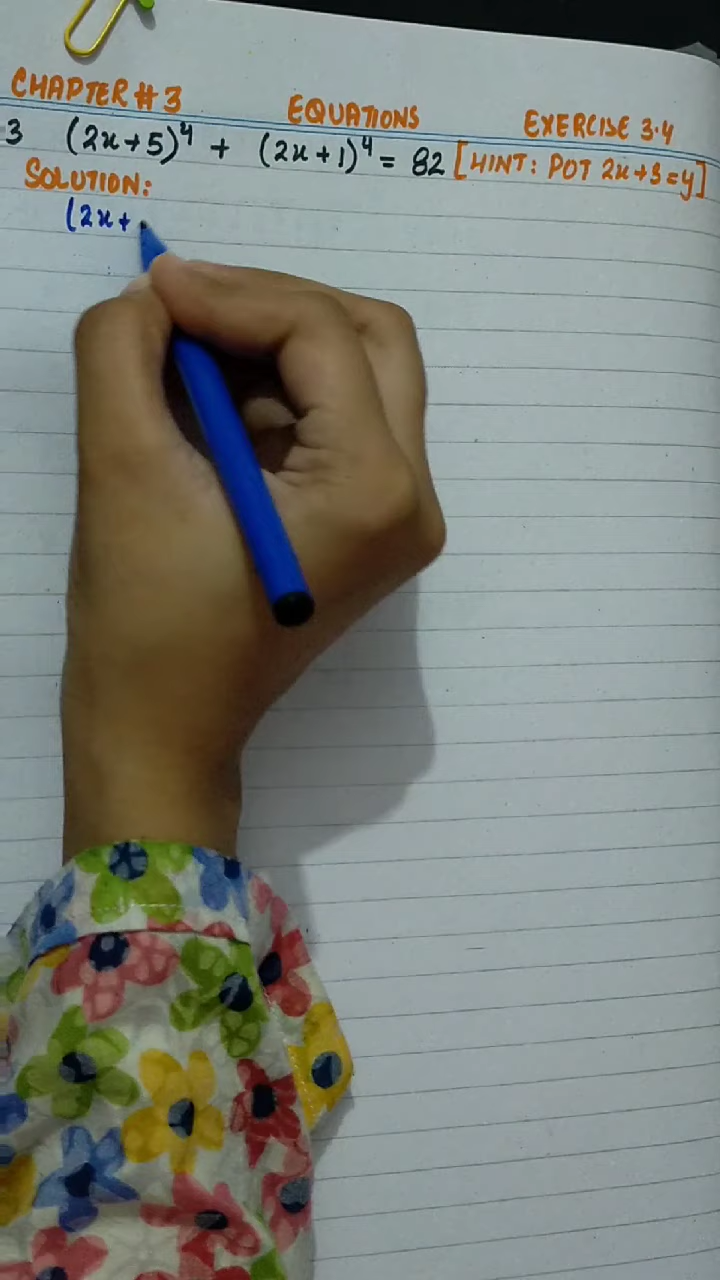 CHAPTER # 3 EQUATIONS EXERCISE 3.4
3 (2x+5)⁴ + (2x+1)⁴ = 82 [HINT: POT 2x+3=y]
SOLUTION:
(2x+